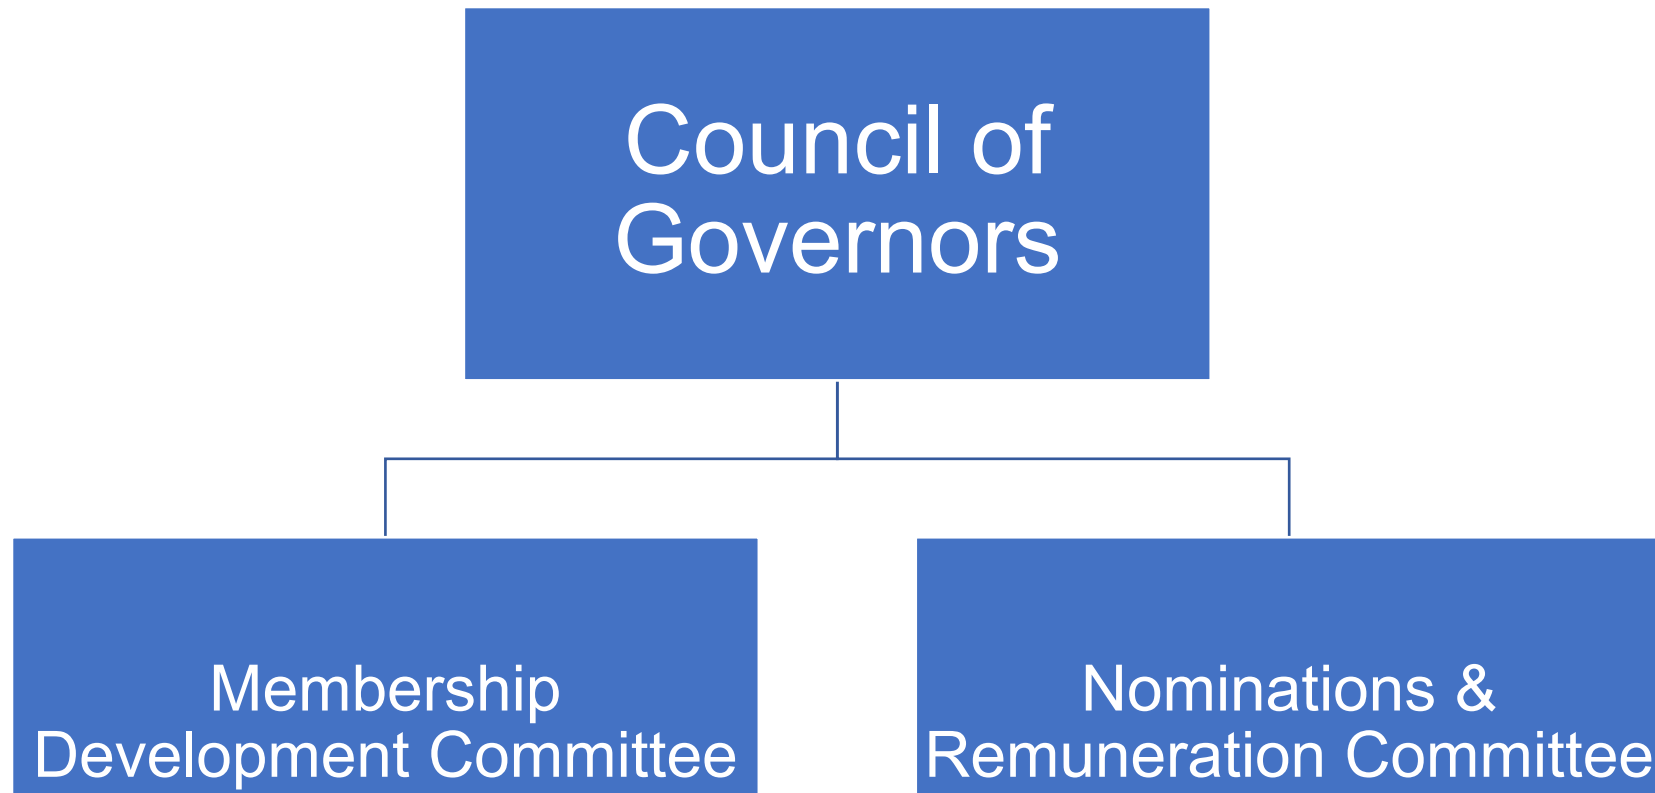 Council of
Governors
Membership
Development Committee
Nominations &
Remuneration Committee